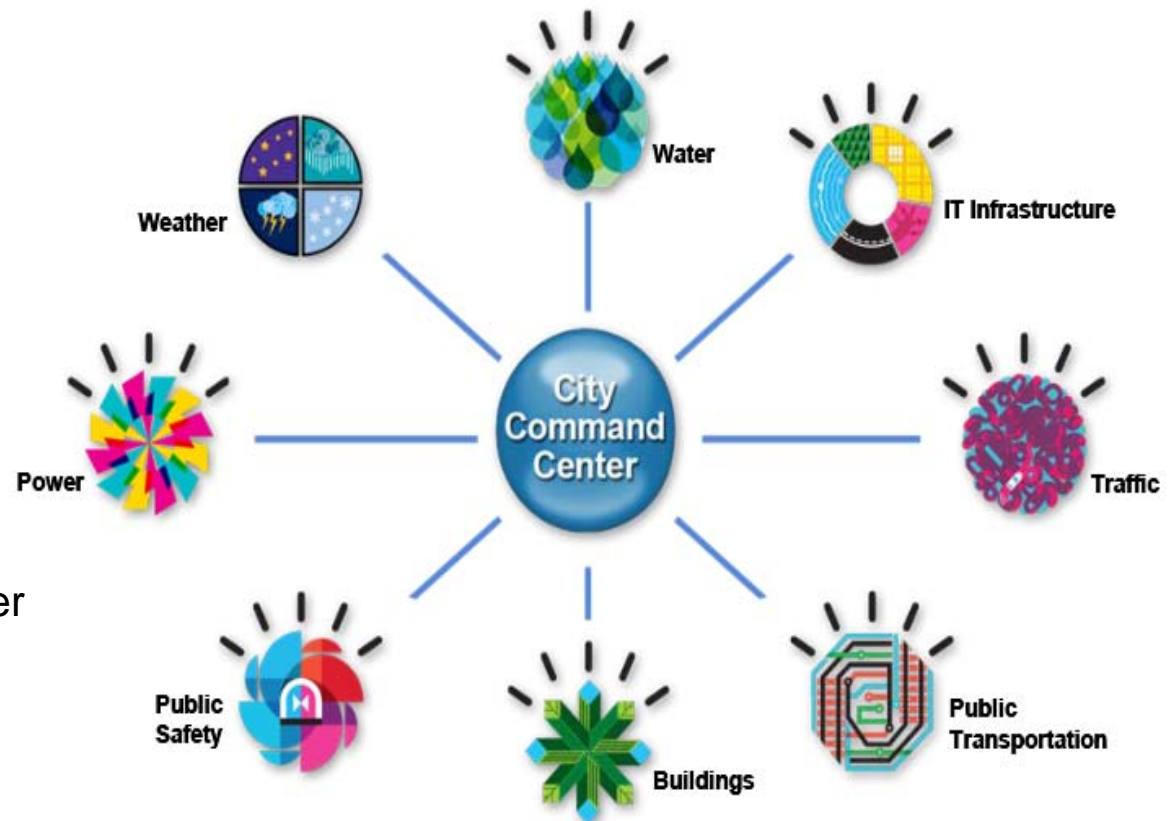 Water
IT Infrastructure
Weather
City
Command
Center
Power
Traffic
er
Public
Safety
Public
Transportation
Buildings